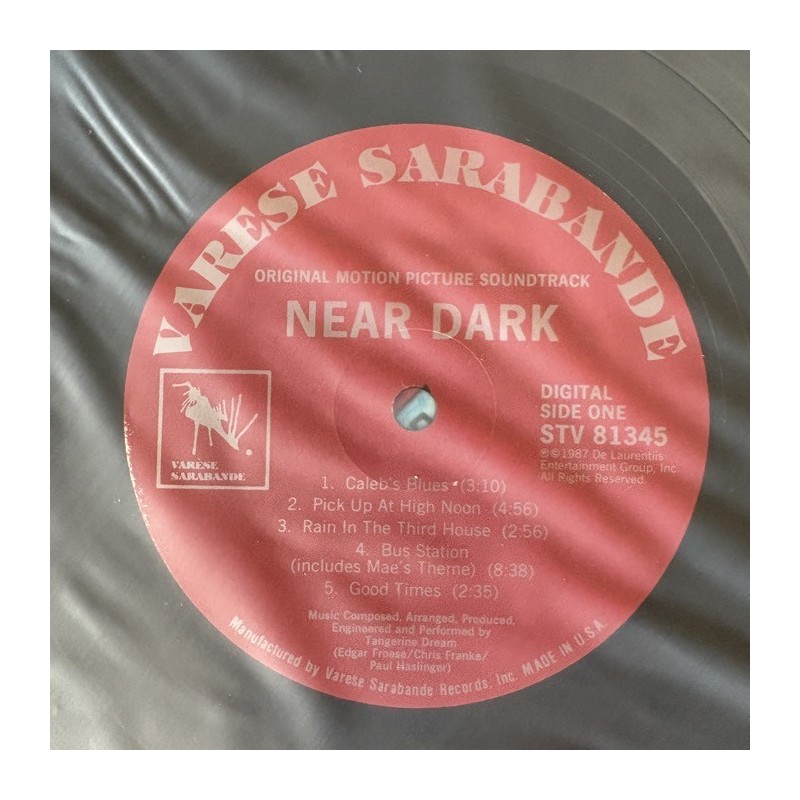 VARESE SARABANDE
ORIGINAL MOTION PICTURE SOUNDTRACK
NEAR DARK
VARÈSE
SARABANDE
DIGITAL
SIDE ONE
STV 81345
℗©1987 De Laurentiis
Entertainment Group, Inc.
All Rights Reserved.
1. Caleb's Blues (3:10)
2. Pick Up At High Noon (4:56)
3. Rain In The Third House (2:56)
4. Bus Station
(includes Mae's Theme) (8:38)
5. Good Times (2:35)
Music Composed, Arranged, Produced,
Engineered and Performed by
Tangerine Dream
(Edgar Froese/Chris Franke/
Paul Haslinger)
Manufactured by Varese Sarabande Records, Inc. MADE IN U.S.A.